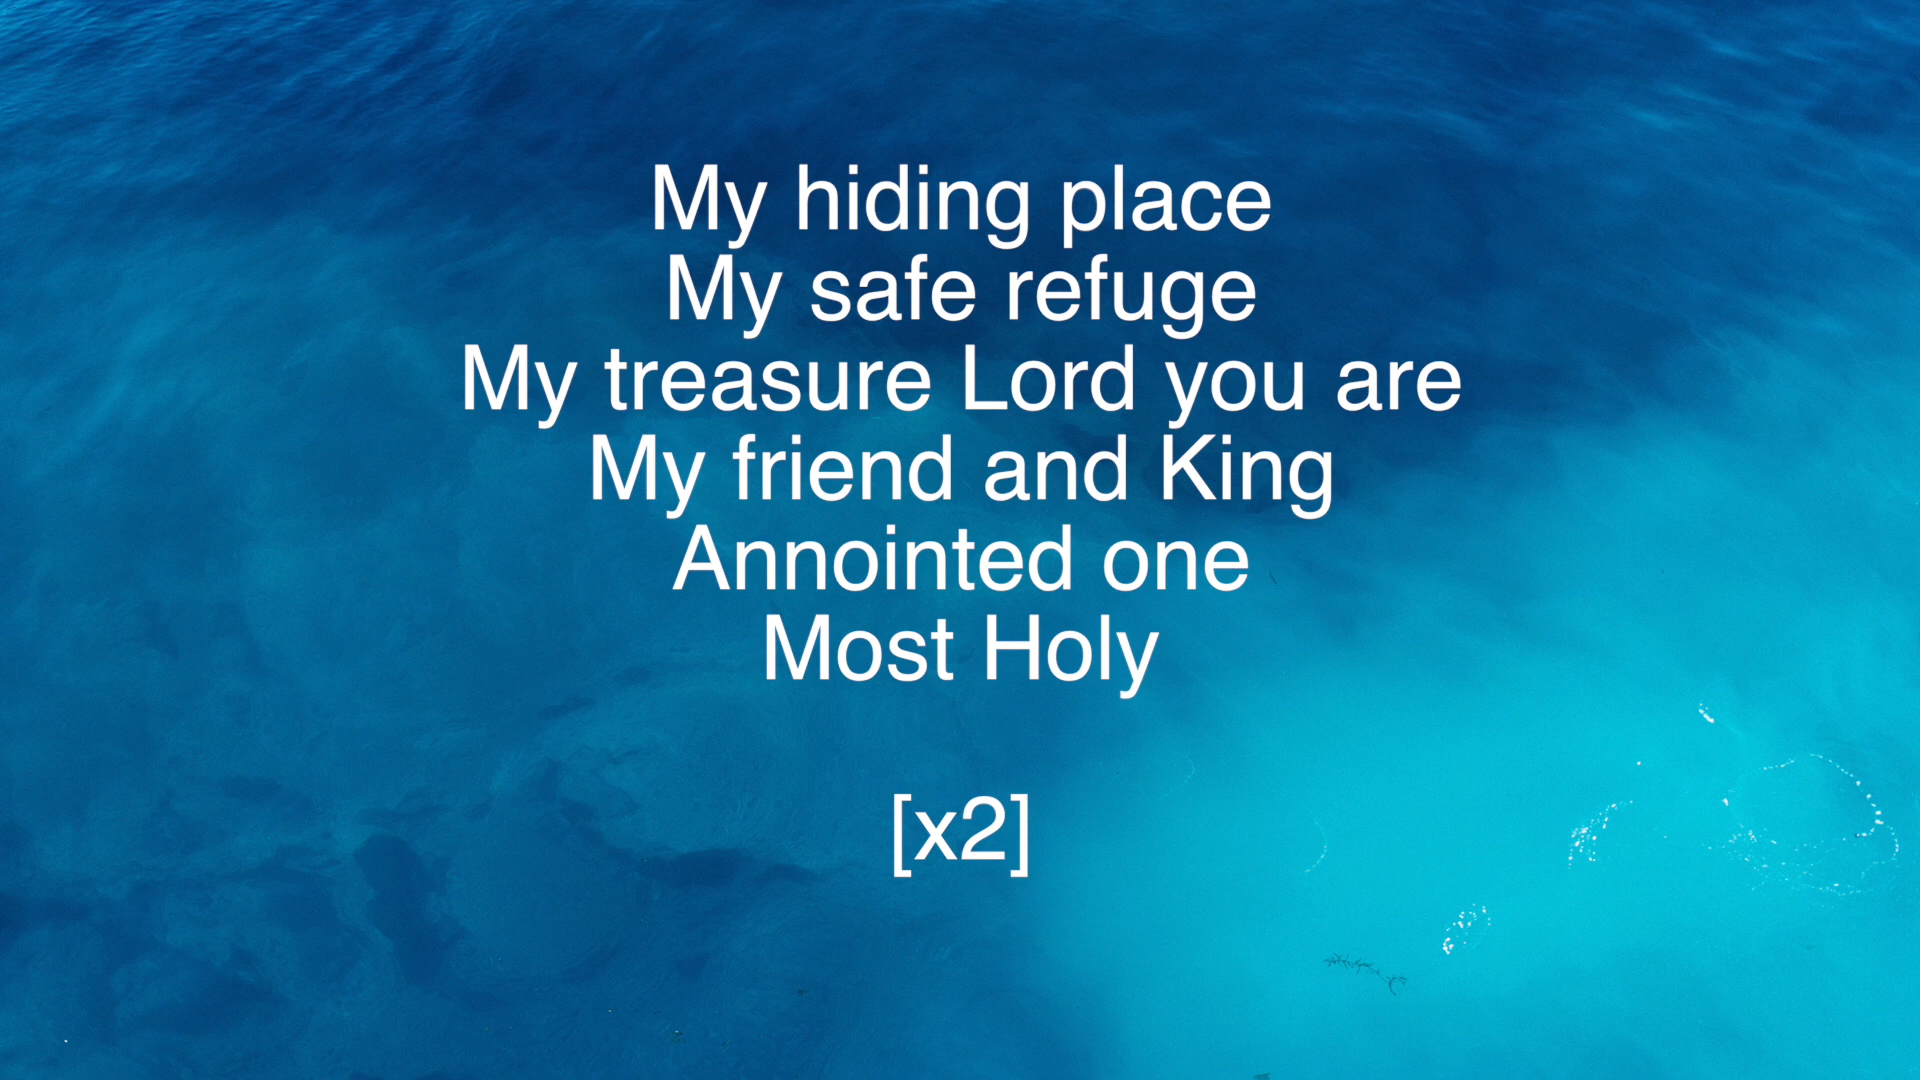 My hiding place
My safe refuge
My treasure Lord you are
My friend and King
Annointed one
Most Holy
[x2]